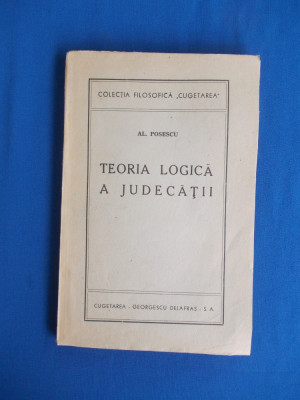 COLECȚIA FILOSOFICĂ „CUGETAREA"
AL. POSESCU
TEORIA LOGICĂ
A JUDECĂȚII
CUGETAREA - GEORGESCU DELAFRAS - S. A.